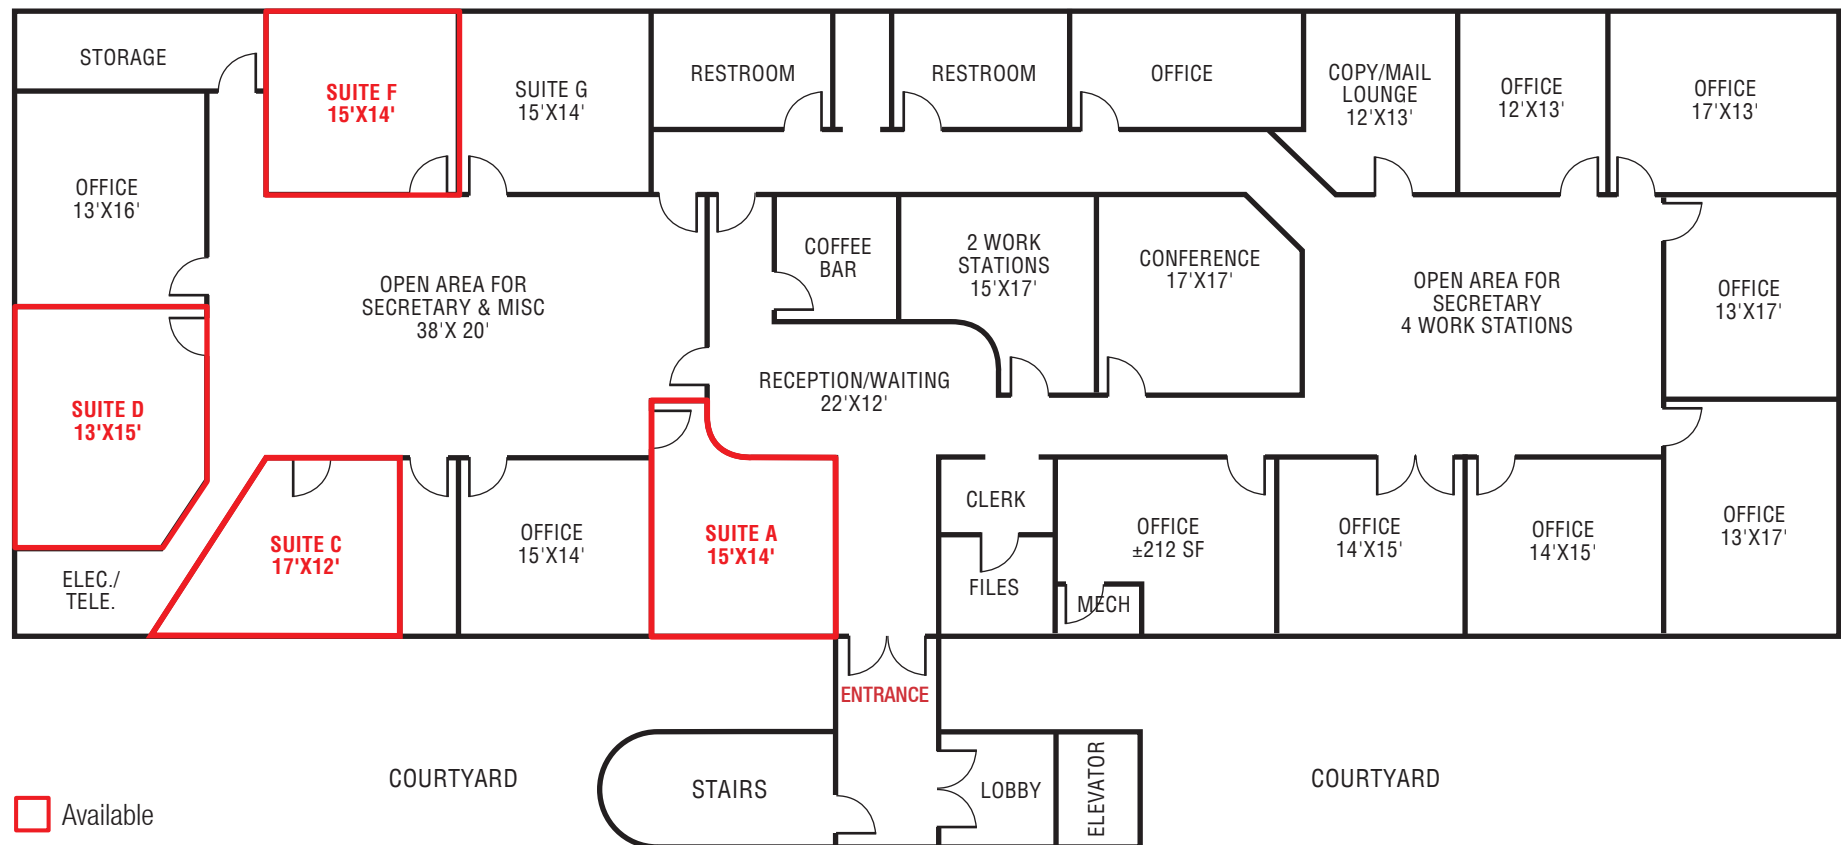 STORAGE
SUITE F
15'X14'
SUITE G
15'X14'
RESTROOM
RESTROOM
OFFICE
COPY/MAIL
LOUNGE
12'X13'
OFFICE
12'X13'
OFFICE
17'X13'
OFFICE
13'X16'
OPEN AREA FOR
SECRETARY & MISC
38'X 20'
COFFEE
BAR
2 WORK
STATIONS
15'X17'
CONFERENCE
17'X17'
OPEN AREA FOR
SECRETARY
4 WORK STATIONS
OFFICE
13'X17'
RECEPTION/WAITING
22'X12'
SUITE D
13'X15'
SUITE C
17'X12'
OFFICE
15'X14'
SUITE A
15'X14'
CLERK
OFFICE
±212 SF
OFFICE
14'X15'
OFFICE
14'X15'
OFFICE
13'X17'
ELEC./
TELE.
FILES
MECH
ENTRANCE
COURTYARD
STAIRS
LOBBY
ELEVATOR
COURTYARD
Available